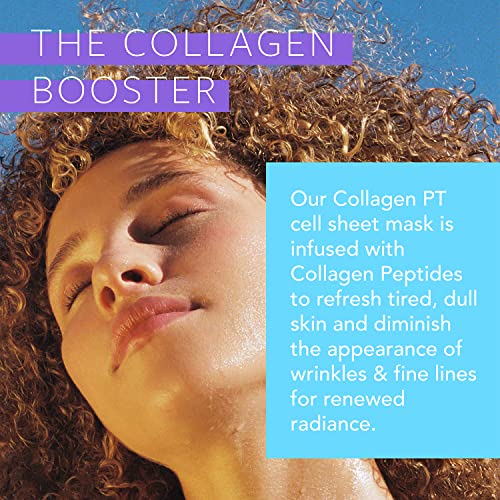 THE COLLAGEN
BOOSTER
Our Collagen PT
cell sheet mask is
infused with
Collagen Peptides
to refresh tired, dull
skin and diminish
the appearance of
wrinkles & fine lines
for renewed
radiance.